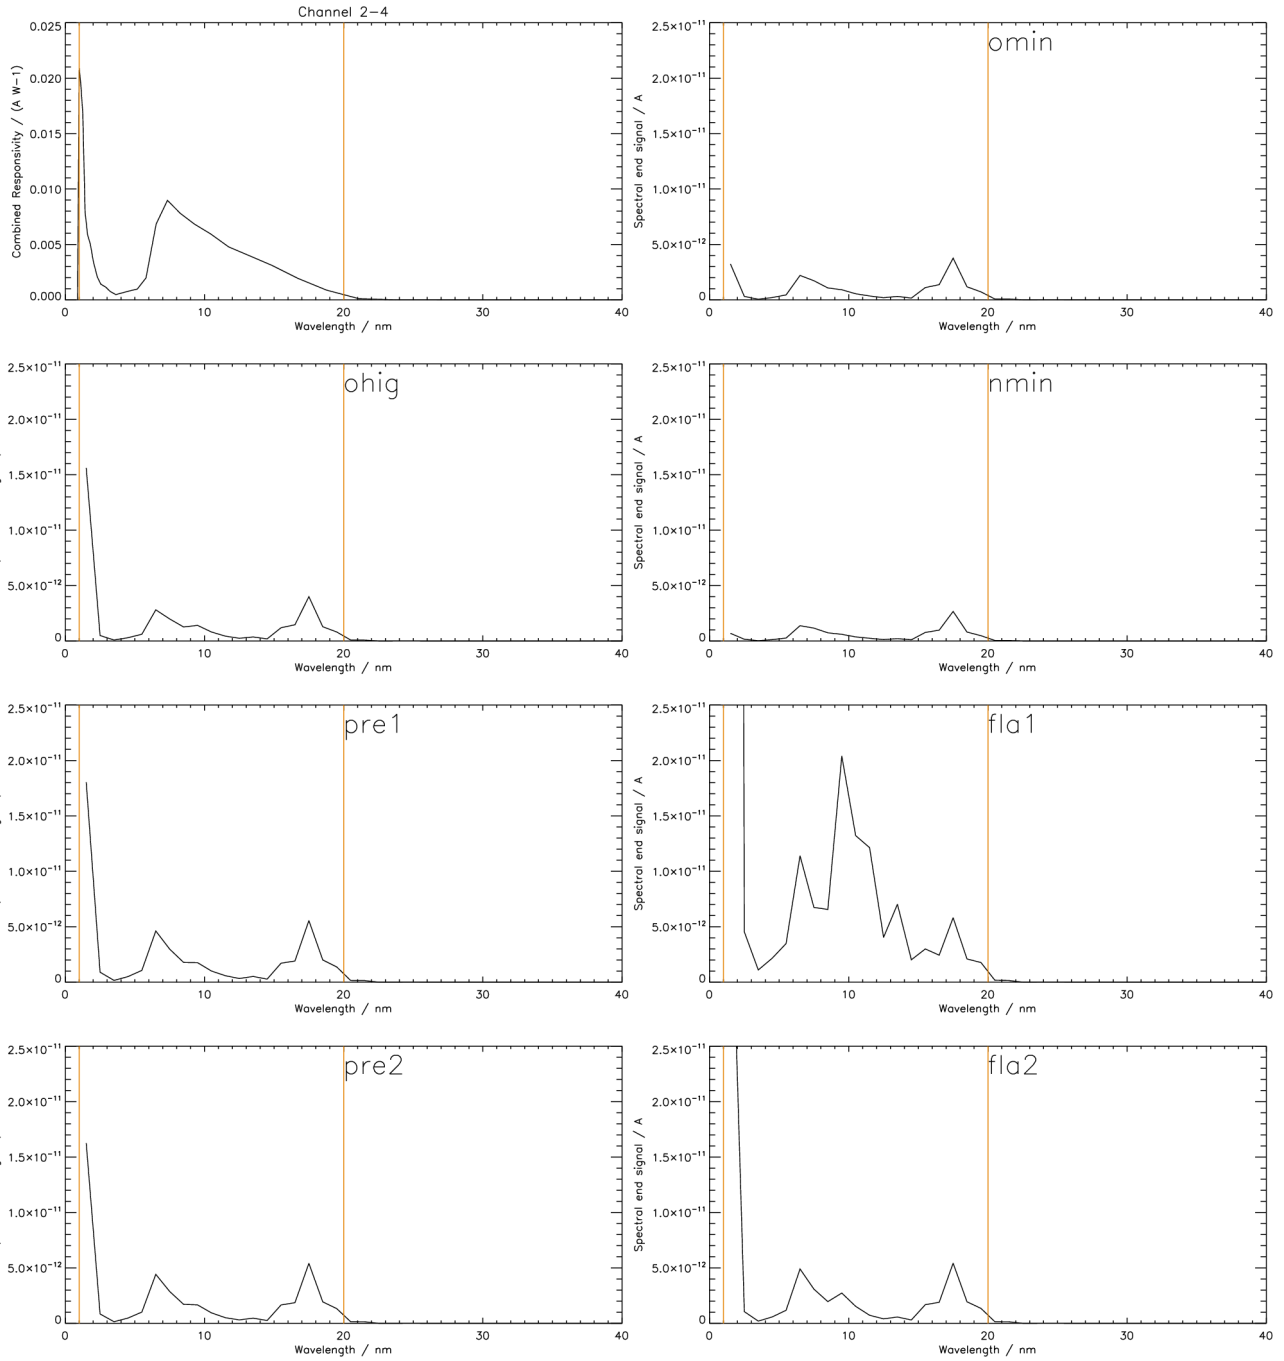 Channel 2-4
Combined Responsivity / (A W-1)
0.025
0.020
0.015
0.010
0.005
0.000
0 10 20 30 40
Wavelength / nm
omin
Spectral end signal / A
2.5×10⁻¹¹
2.0×10⁻¹¹
1.5×10⁻¹¹
1.0×10⁻¹¹
5.0×10⁻¹²
0
0 10 20 30 40
Wavelength / nm
ohig
2.5×10⁻¹¹
2.0×10⁻¹¹
1.5×10⁻¹¹
1.0×10⁻¹¹
5.0×10⁻¹²
0
0 10 20 30 40
Wavelength / nm
nmin
Spectral end signal / A
2.5×10⁻¹¹
2.0×10⁻¹¹
1.5×10⁻¹¹
1.0×10⁻¹¹
5.0×10⁻¹²
0
0 10 20 30 40
Wavelength / nm
pre1
2.5×10⁻¹¹
2.0×10⁻¹¹
1.5×10⁻¹¹
1.0×10⁻¹¹
5.0×10⁻¹²
0
0 10 20 30 40
Wavelength / nm
fla1
Spectral end signal / A
2.5×10⁻¹¹
2.0×10⁻¹¹
1.5×10⁻¹¹
1.0×10⁻¹¹
5.0×10⁻¹²
0
0 10 20 30 40
Wavelength / nm
pre2
2.5×10⁻¹¹
2.0×10⁻¹¹
1.5×10⁻¹¹
1.0×10⁻¹¹
5.0×10⁻¹²
0
0 10 20 30 40
Wavelength / nm
fla2
Spectral end signal / A
2.5×10⁻¹¹
2.0×10⁻¹¹
1.5×10⁻¹¹
1.0×10⁻¹¹
5.0×10⁻¹²
0
0 10 20 30 40
Wavelength / nm